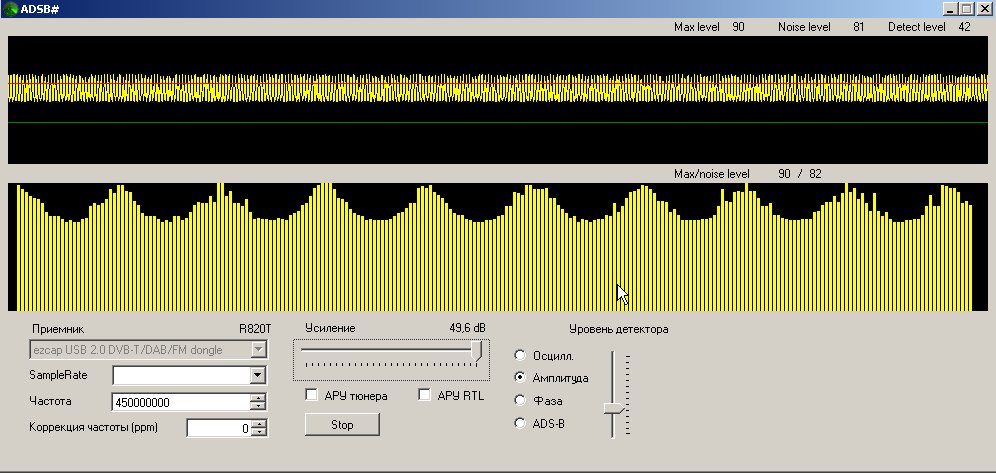 ADSB#
Max level 90 Noise level 81 Detect level 42
Max/noise level 90 / 82
Приемник R820T Усиление 49,6 dB Уровень детектора
ezcap USB 2.0 DVB-T/DAB/FM dongle
Осцилл.
SampleRate
Амплитуда
АРУ тюнера АРУ RTL
Частота 450000000
Фаза
Коррекция частоты (ppm) 0
Stop
ADS-B